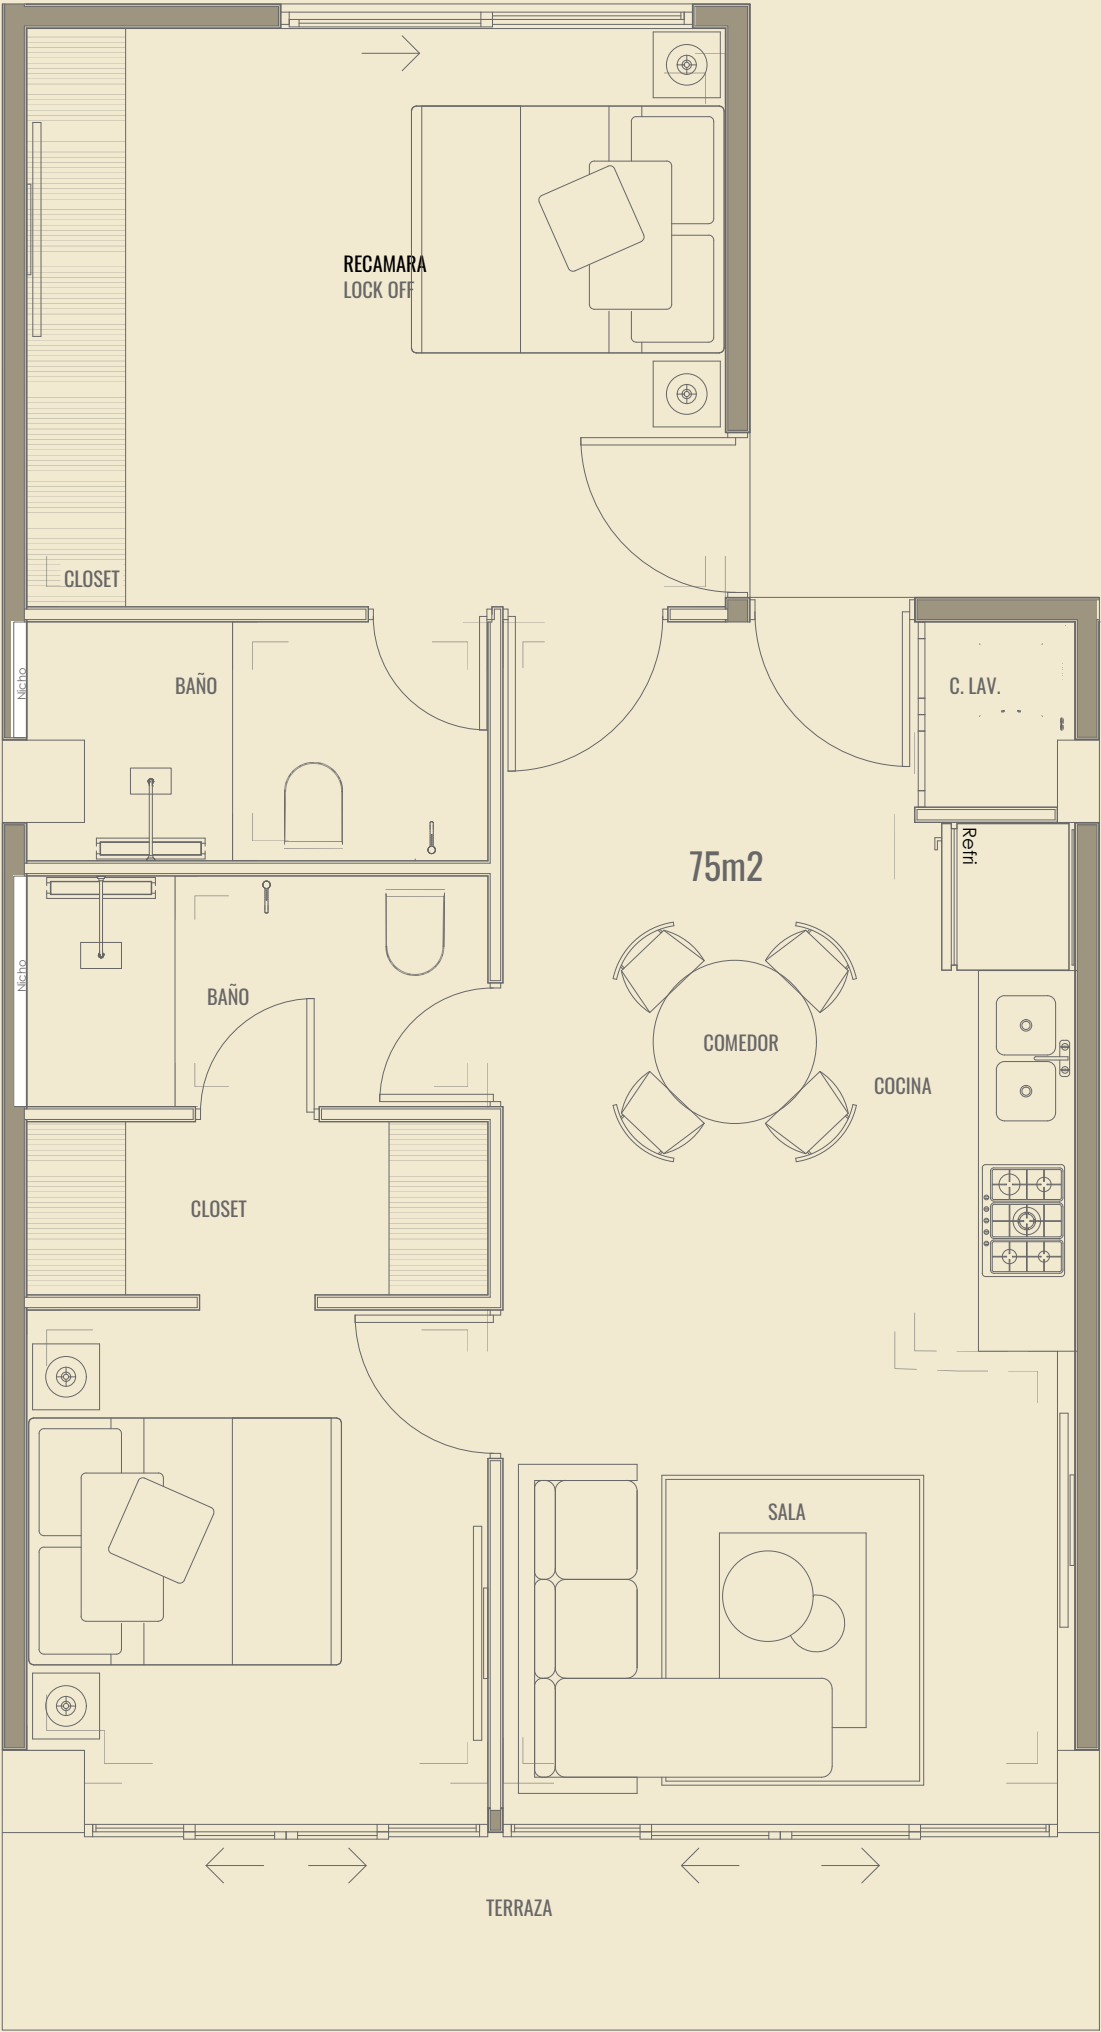 RECAMARA
LOCK OFF
CLOSET
BAÑO
Nicho
C. LAV.
75m2
Refri
Nicho
BAÑO
COMEDOR
COCINA
CLOSET
SALA
TERRAZA